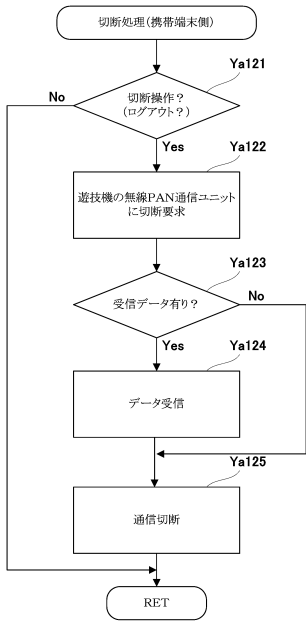 切断処理(携帯端末側)
Ya121
No
切断操作？
(ログアウト？)
Yes
Ya122
遊技機の無線PAN通信ユニット
に切断要求
Ya123
受信データ有り？
No
Yes
Ya124
データ受信
Ya125
通信切断
RET